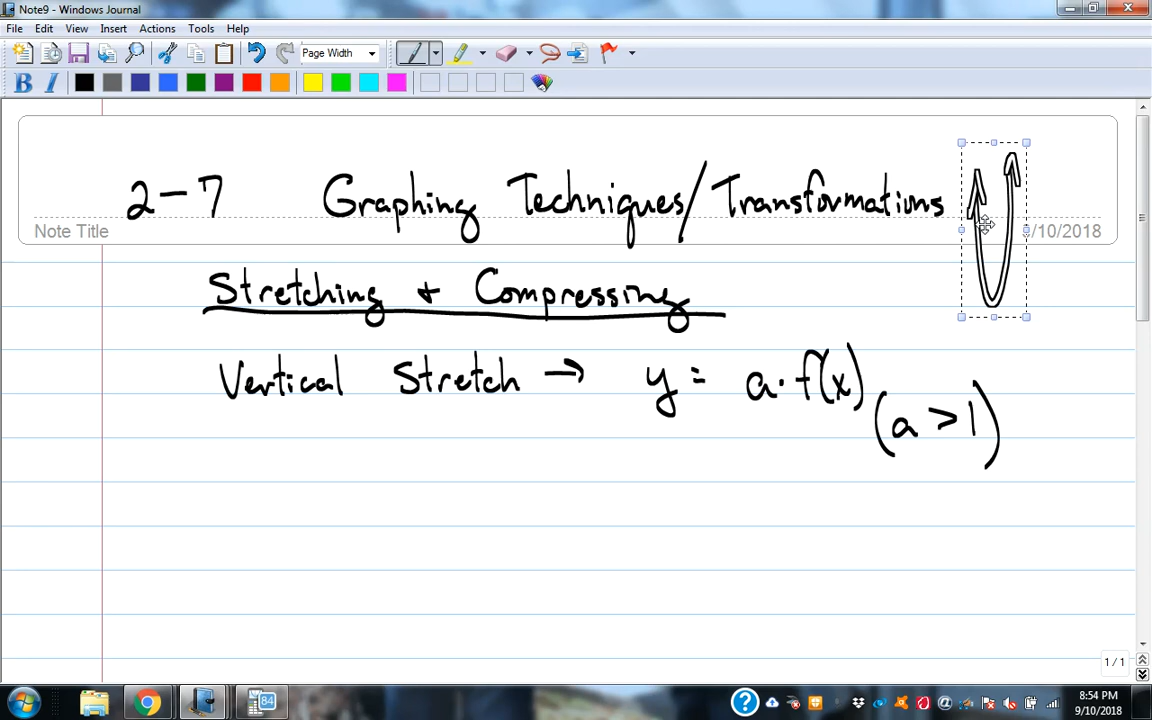 Note9 - Windows Journal
File Edit View Insert Actions Tools Help
Page Width
B I
2-7 Graphing Techniques/Transformations
Note Title
/10/2018
Stretching + Compressing
Vertical Stretch → y = a·f(x)
(a > 1)
1 / 1
84
8:54 PM
9/10/2018